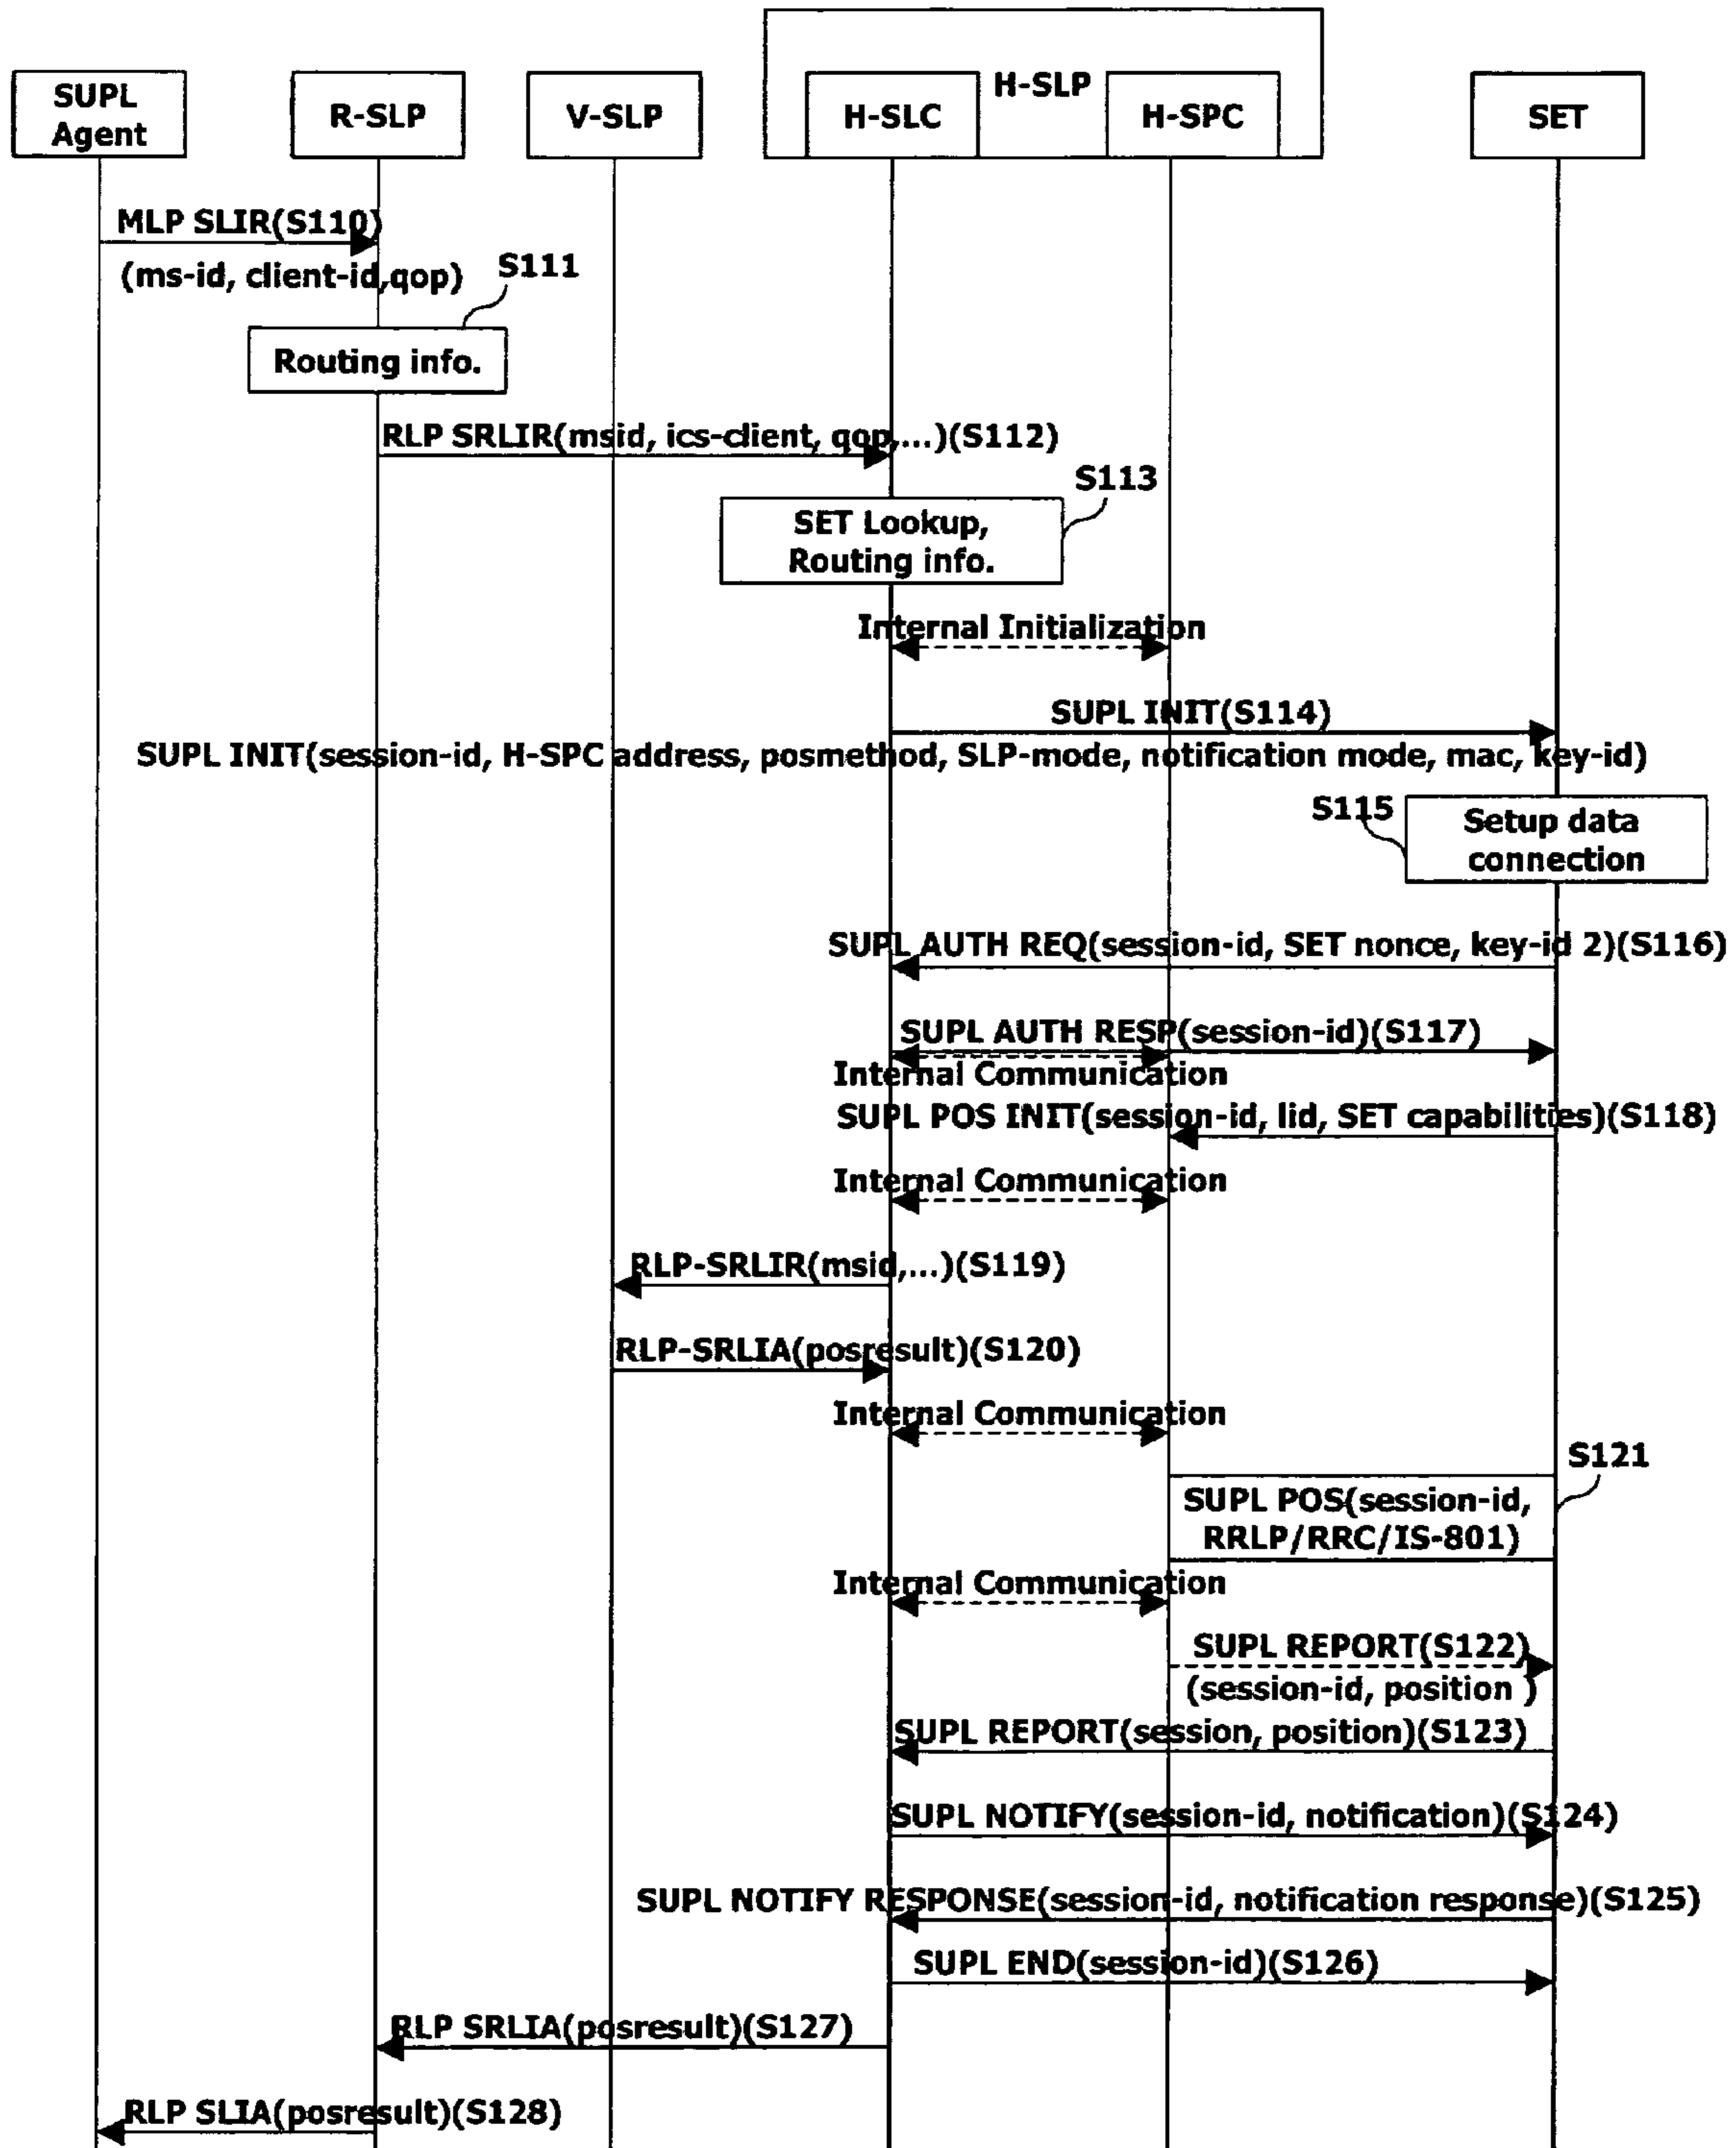 H-SLP
SUPL
Agent
R-SLP
V-SLP
H-SLC
H-SPC
SET
MLP SLIR(S110)
(ms-id, client-id,qop)
S111
Routing info.
RLP SRLIR(msid, ics-client, qop,...)(S112)
S113
SET Lookup,
Routing info.
Internal Initialization
SUPL INIT(S114)
SUPL INIT(session-id, H-SPC address, posmethod, SLP-mode, notification mode, mac, key-id)
S115
Setup data
connection
SUPL AUTH REQ(session-id, SET nonce, key-id 2)(S116)
SUPL AUTH RESP(session-id)(S117)
Internal Communication
SUPL POS INIT(session-id, lid, SET capabilities)(S118)
Internal Communication
RLP-SRLIR(msid,...)(S119)
RLP-SRLIA(posresult)(S120)
Internal Communication
S121
SUPL POS(session-id,
RRLP/RRC/IS-801)
Internal Communication
SUPL REPORT(S122)
(session-id, position )
SUPL REPORT(session, position)(S123)
SUPL NOTIFY(session-id, notification)(S124)
SUPL NOTIFY RESPONSE(session-id, notification response)(S125)
SUPL END(session-id)(S126)
RLP SRLIA(posresult)(S127)
RLP SLIA(posresult)(S128)